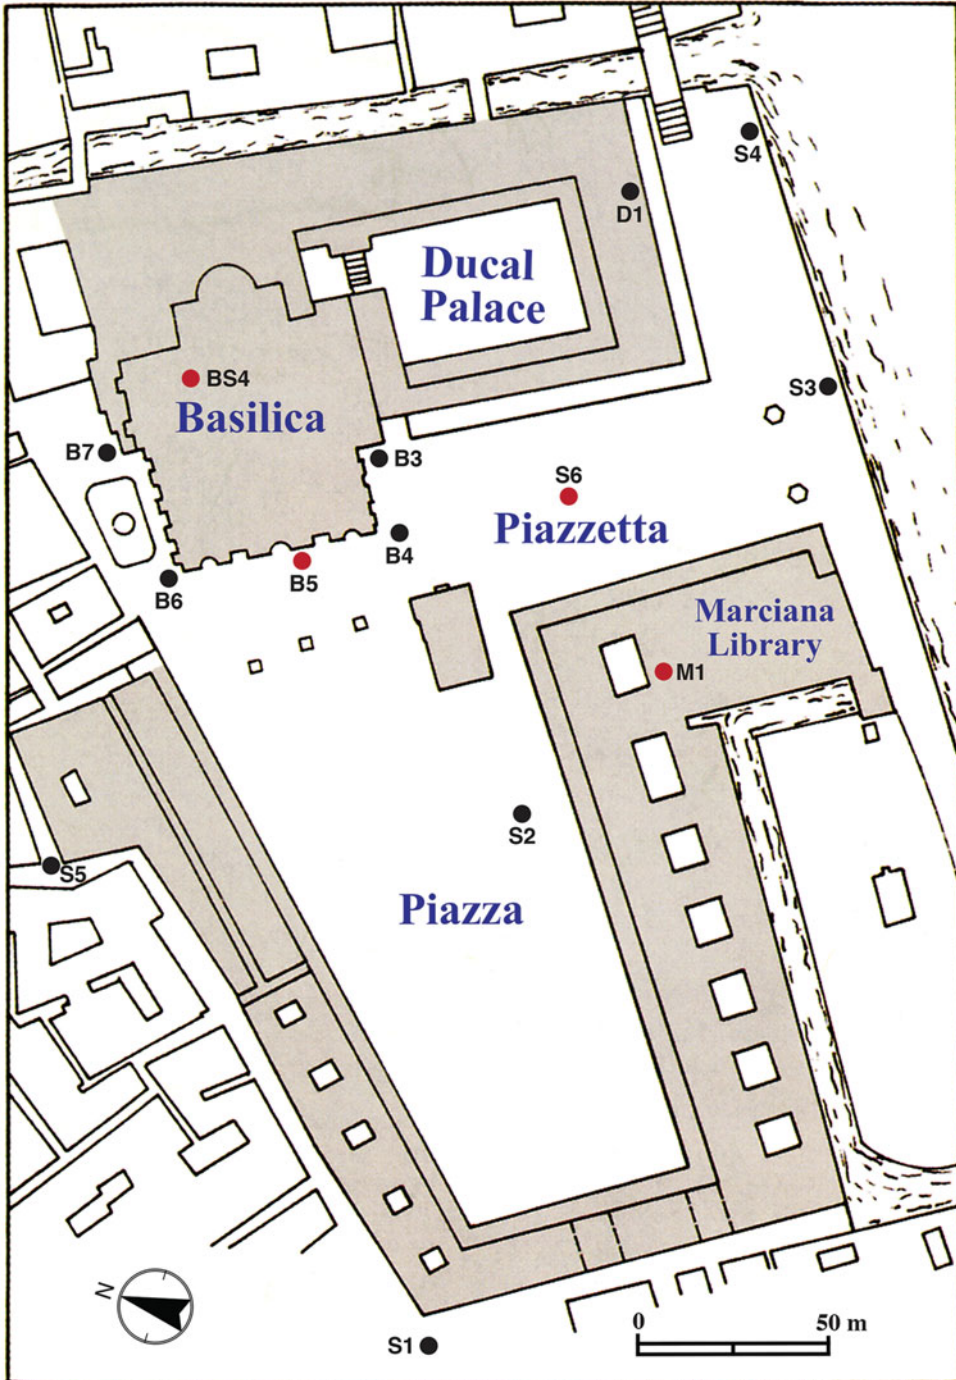 S4
D1
Ducal
Palace
BS4
Basilica
S3
B7
B3
S6
Piazzetta
B4
B5
B6
Marciana
Library
M1
S2
S5
Piazza
N
0 50 m
S1